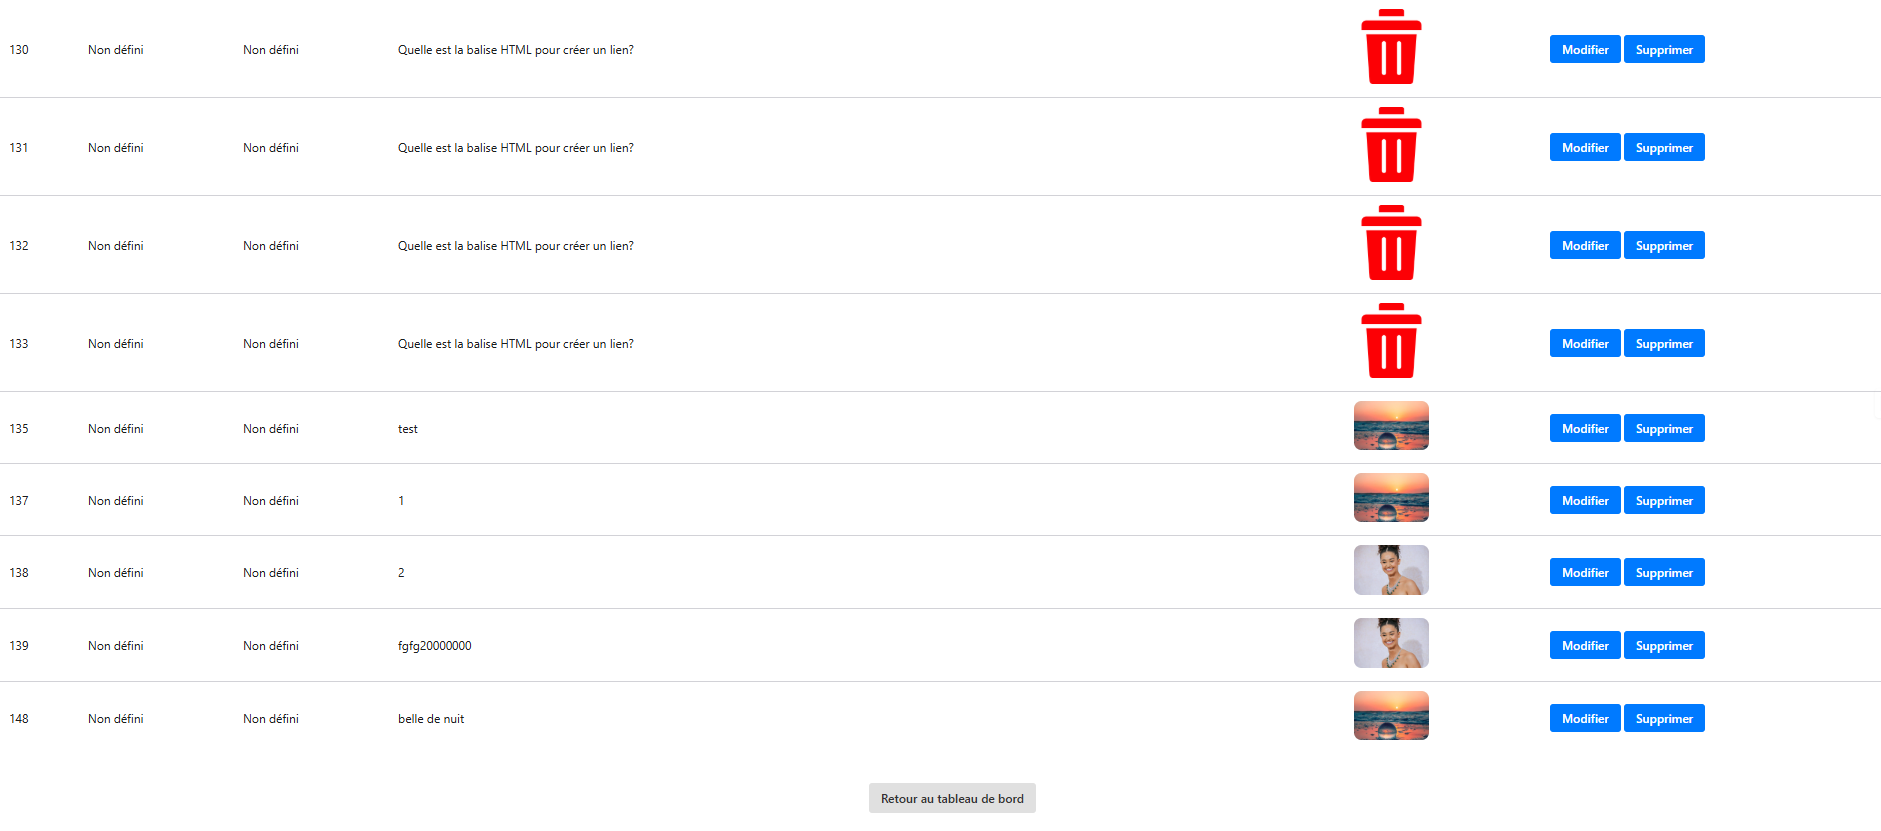 130 Non défini Non défini Quelle est la balise HTML pour créer un lien? Modifier Supprimer
131 Non défini Non défini Quelle est la balise HTML pour créer un lien? Modifier Supprimer
132 Non défini Non défini Quelle est la balise HTML pour créer un lien? Modifier Supprimer
133 Non défini Non défini Quelle est la balise HTML pour créer un lien? Modifier Supprimer
135 Non défini Non défini test Modifier Supprimer
137 Non défini Non défini 1 Modifier Supprimer
138 Non défini Non défini 2 Modifier Supprimer
139 Non défini Non défini fgfg20000000 Modifier Supprimer
148 Non défini Non défini belle de nuit Modifier Supprimer
Retour au tableau de bord